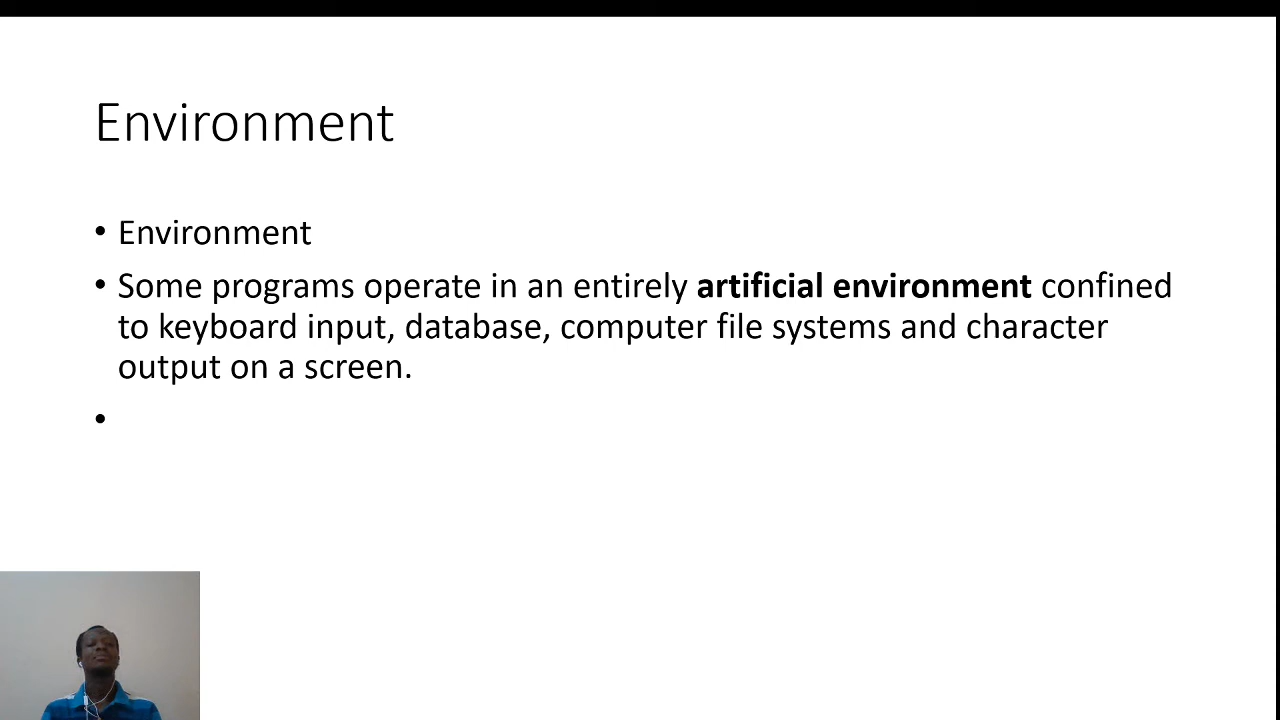 Environment
• Environment
• Some programs operate in an entirely artificial environment confined
to keyboard input, database, computer file systems and character
output on a screen.
•